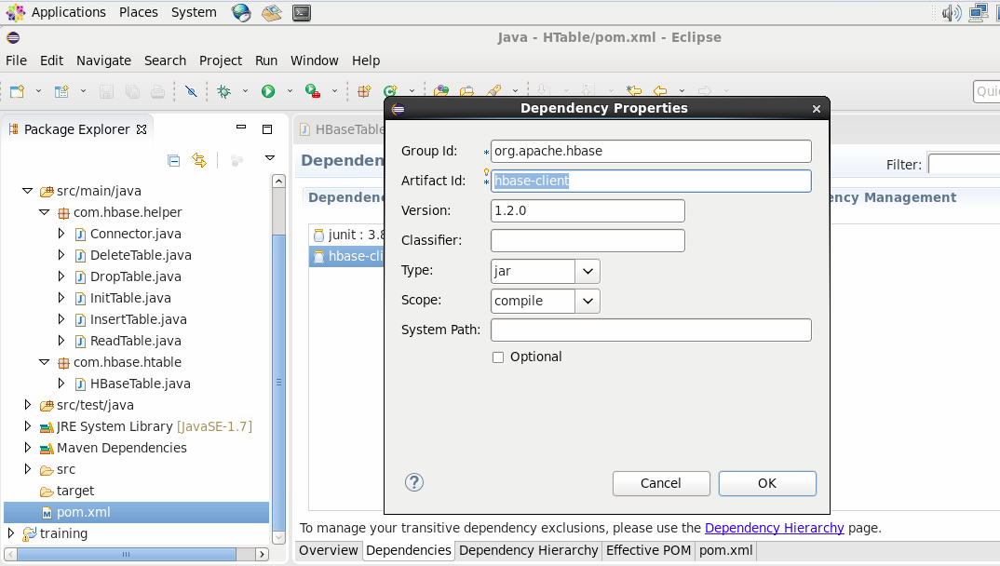 Applications Places System
Java - HTable/pom.xml - Eclipse
File Edit Navigate Search Project Run Window Help
Quic
Package Explorer
src/main/java
com.hbase.helper
Connector.java
DeleteTable.java
DropTable.java
InitTable.java
InsertTable.java
ReadTable.java
com.hbase.htable
HBaseTable.java
src/test/java
JRE System Library [JavaSE-1.7]
Maven Dependencies
src
target
pom.xml
training
HBaseTable
Dependen
Filter:
Dependenc
cy Management
junit : 3.8
hbase-cli
Dependency Properties
Group Id: * org.apache.hbase
Artifact Id: * hbase-client
Version: 1.2.0
Classifier:
Type: jar
Scope: compile
System Path:
Optional
? Cancel OK
To manage your transitive dependency exclusions, please use the Dependency Hierarchy page.
Overview Dependencies Dependency Hierarchy Effective POM pom.xml